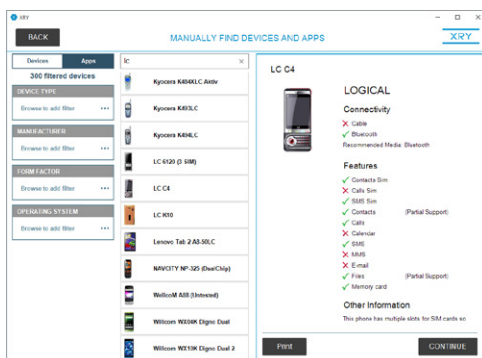 XRY
BACK
MANUALLY FIND DEVICES AND APPS
XRY
Devices
Apps
300 filtered devices
DEVICE TYPE
Browse to add filter ...
MANUFACTURER
Browse to add filter ...
FORM FACTOR
Browse to add filter ...
OPERATING SYSTEM
Browse to add filter ...
lc
Kyocera K484XLC Aktiv
Kyocera K493LC
Kyocera K494LC
LC 6120 (3 SIM)
LC C4
LC K10
Lenovo Tab 2 A8-50LC
NAVCITY NP-325 (DualChip)
WellcoM A88 (Untested)
Willcom WX04K Digno Dual
Willcom WX10K Digno Dual 2
LC C4
LOGICAL
Connectivity
Cable
Bluetooth
Recommended Media: Bluetooth
Features
Contacts Sim
Calls Sim
SMS Sim
Contacts (Partial Support)
Calls
Calendar
SMS
MMS
E-mail
Files (Partial Support)
Memory card
Other Information
This phone has multiple slots for SIM cards so
Print
CONTINUE